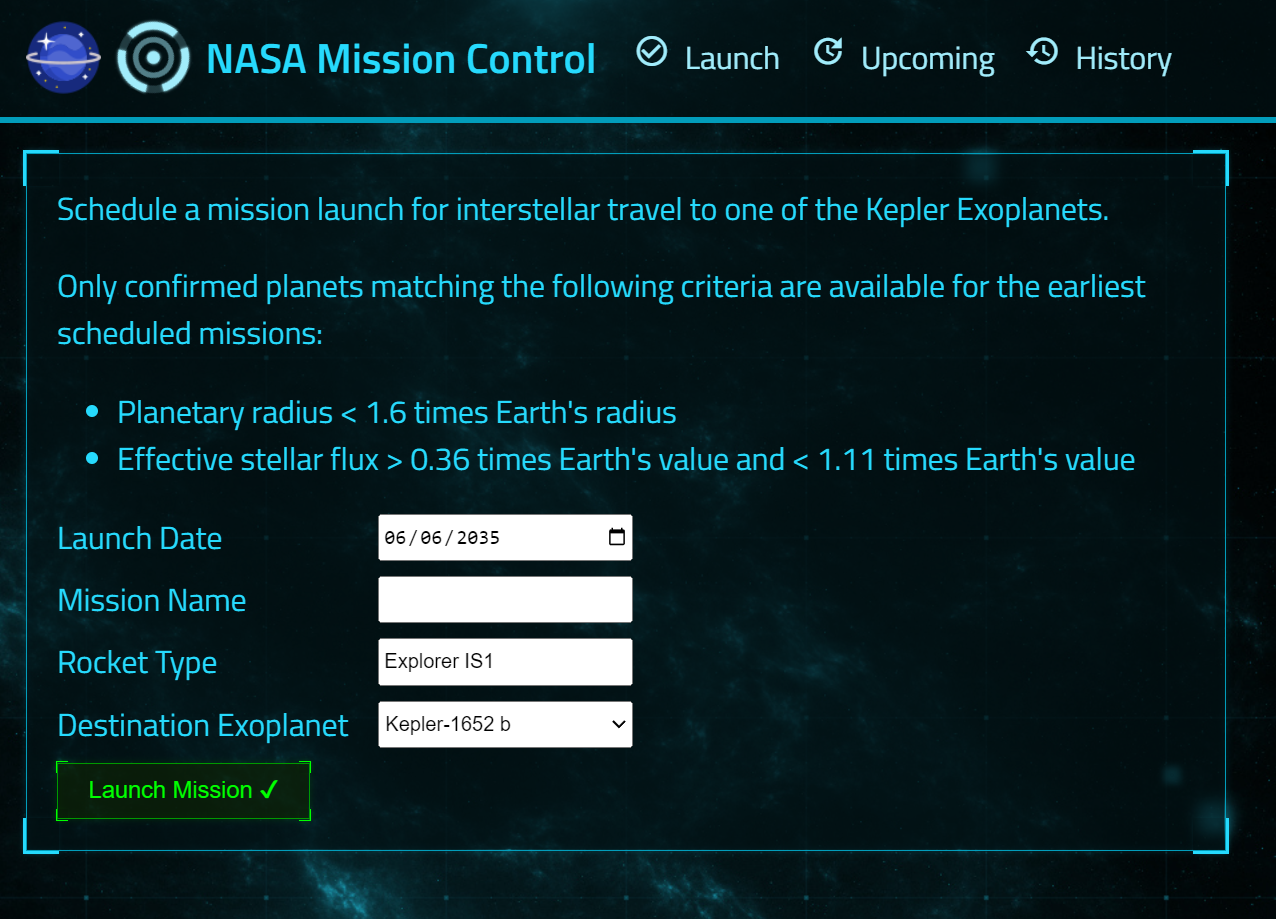 NASA Mission Control Launch Upcoming History
Schedule a mission launch for interstellar travel to one of the Kepler Exoplanets.
Only confirmed planets matching the following criteria are available for the earliest
scheduled missions:
Planetary radius < 1.6 times Earth's radius
Effective stellar flux > 0.36 times Earth's value and < 1.11 times Earth's value
Launch Date 06/06/2035
Mission Name
Rocket Type Explorer IS1
Destination Exoplanet Kepler-1652 b
Launch Mission ✓